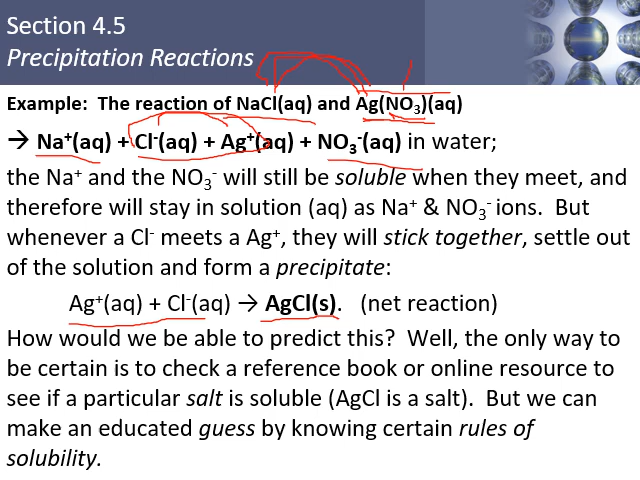 Section 4.5
Precipitation Reactions
Example:  The reaction of NaCl(aq) and Ag(NO₃)(aq)
→ Na⁺(aq) + Cl⁻(aq) + Ag⁺(aq) + NO₃⁻(aq) in water;
the Na⁺ and the NO₃⁻ will still be soluble when they meet, and
therefore will stay in solution (aq) as Na⁺ & NO₃⁻ ions.  But
whenever a Cl⁻ meets a Ag⁺, they will stick together, settle out
of the solution and form a precipitate:
Ag⁺(aq) + Cl⁻(aq) → AgCl(s).   (net reaction)
How would we be able to predict this?  Well, the only way to
be certain is to check a reference book or online resource to
see if a particular salt is soluble (AgCl is a salt).  But we can
make an educated guess by knowing certain rules of
solubility.